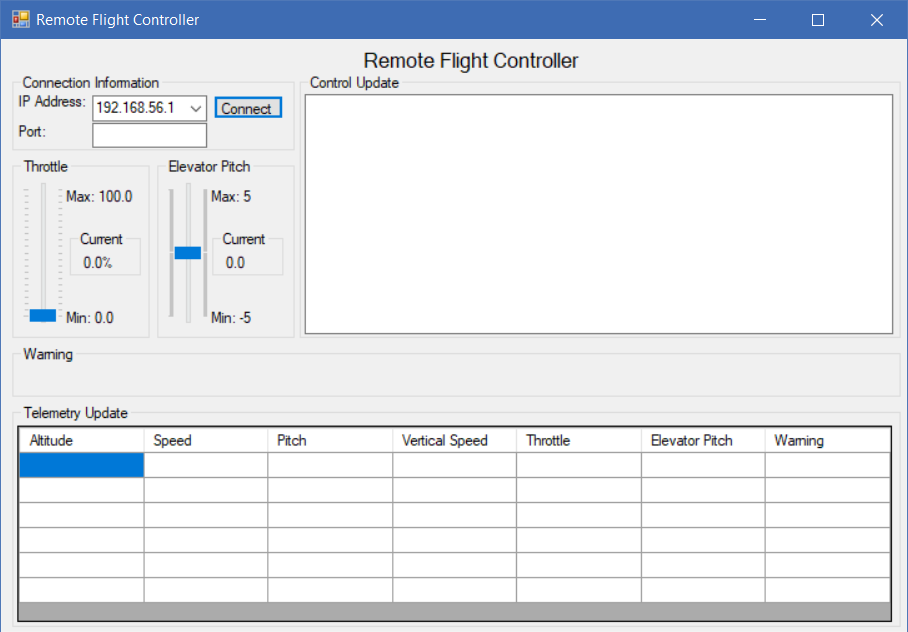 Remote Flight Controller
Remote Flight Controller
Connection Information
IP Address: 192.168.56.1 Connect
Port:
Control Update
Throttle
Max: 100.0
Current
0.0%
Min: 0.0
Elevator Pitch
Max: 5
Current
0.0
Min: -5
Warning
Telemetry Update
Altitude Speed Pitch Vertical Speed Throttle Elevator Pitch Warning